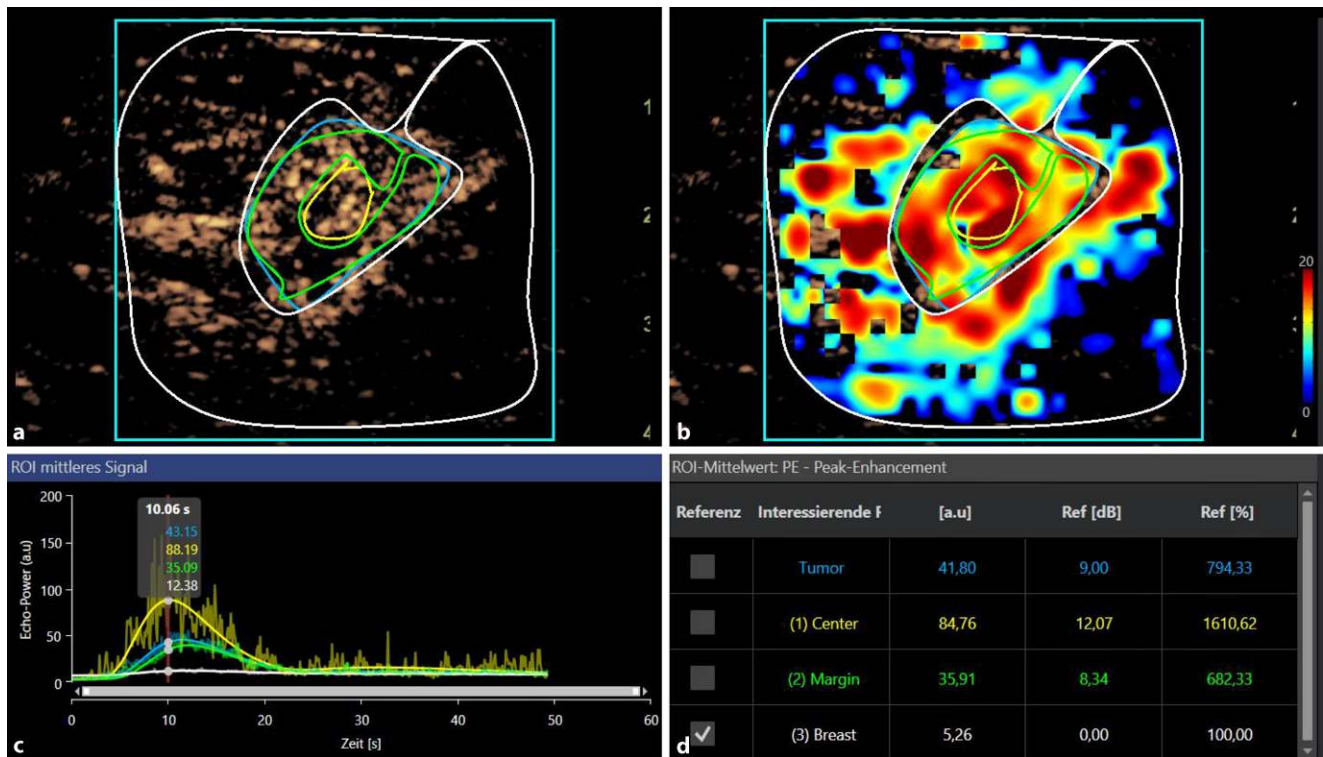 1
2
3
4
a
1
2
20
10
0
b
ROI mittleres Signal
200
150
100
50
0
Echo-Power (a.u)
10.06 s
43.15
88.19
35.09
12.38
0
10
20
30
40
50
60
Zeit [s]
c
ROI-Mittelwert: PE - Peak-Enhancement
Referenz Interessierende [a.u] Ref [dB] Ref [%]
Tumor 41,80 9,00 794,33
(1) Center 84,76 12,07 1610,62
(2) Margin 35,91 8,34 682,33
(3) Breast 5,26 0,00 100,00
d